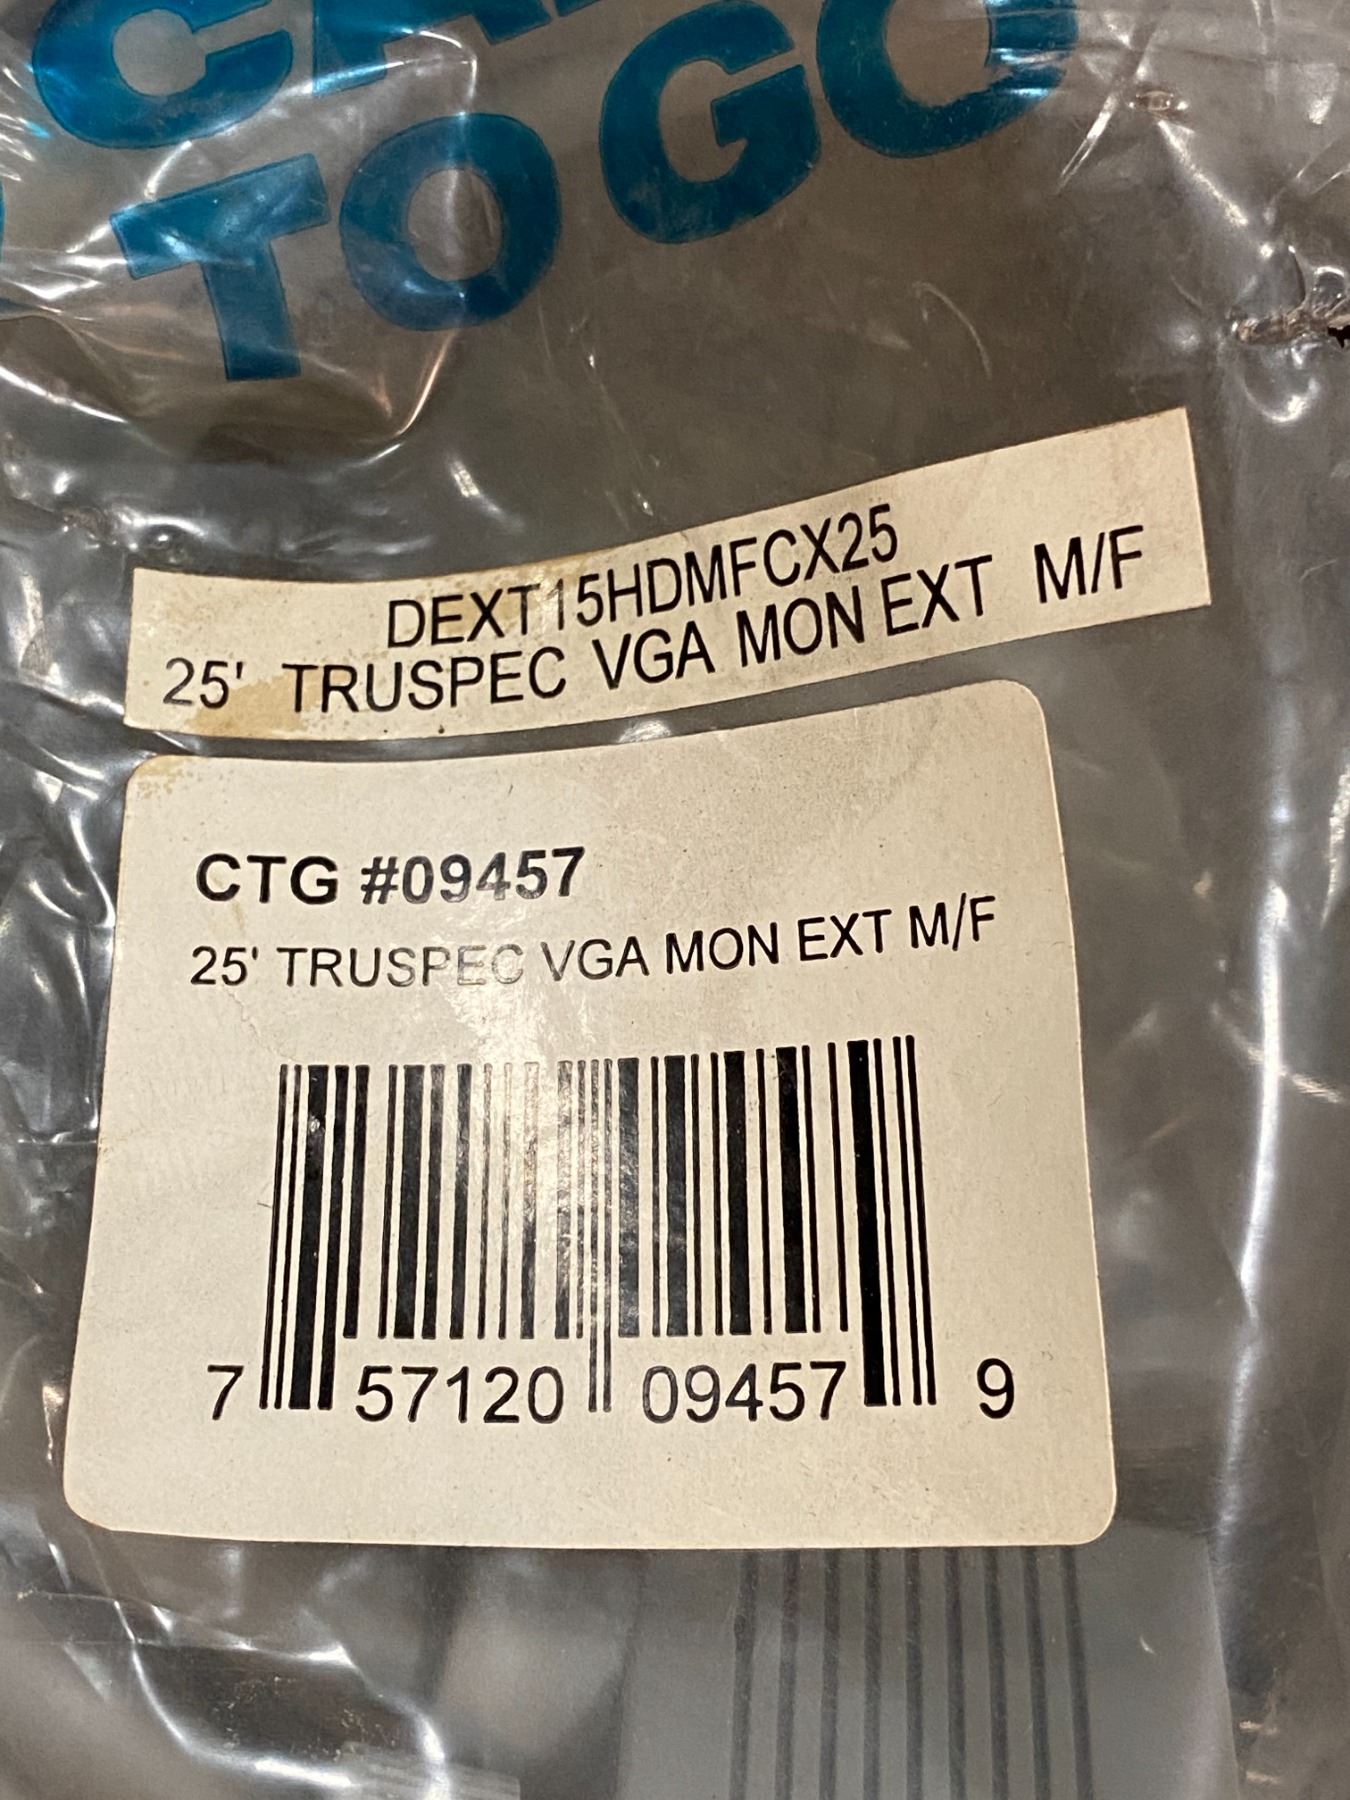 TO GO
DEXT15HDMFCX25
25' TRUSPEC VGA MON EXT M/F
CTG #09457
25' TRUSPEC VGA MON EXT M/F
7 57120 09457 9